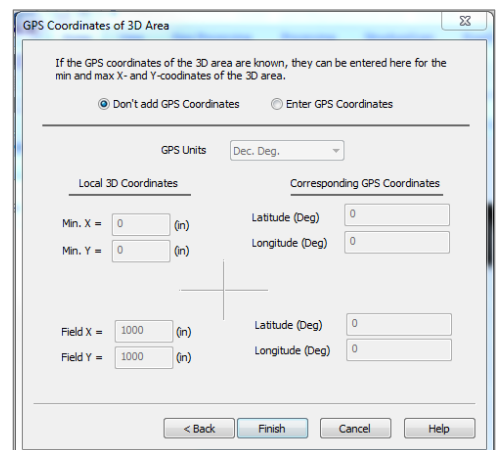 GPS Coordinates of 3D Area
If the GPS coordinates of the 3D area are known, they can be entered here for the
min and max X- and Y-coodinates of the 3D area.
Don't add GPS Coordinates Enter GPS Coordinates
GPS Units Dec. Deg.
Local 3D Coordinates Corresponding GPS Coordinates
Min. X = 0 (in) Latitude (Deg) 0
Min. Y = 0 (in) Longitude (Deg) 0
Field X = 1000 (in) Latitude (Deg) 0
Field Y = 1000 (in) Longitude (Deg) 0
< Back Finish Cancel Help